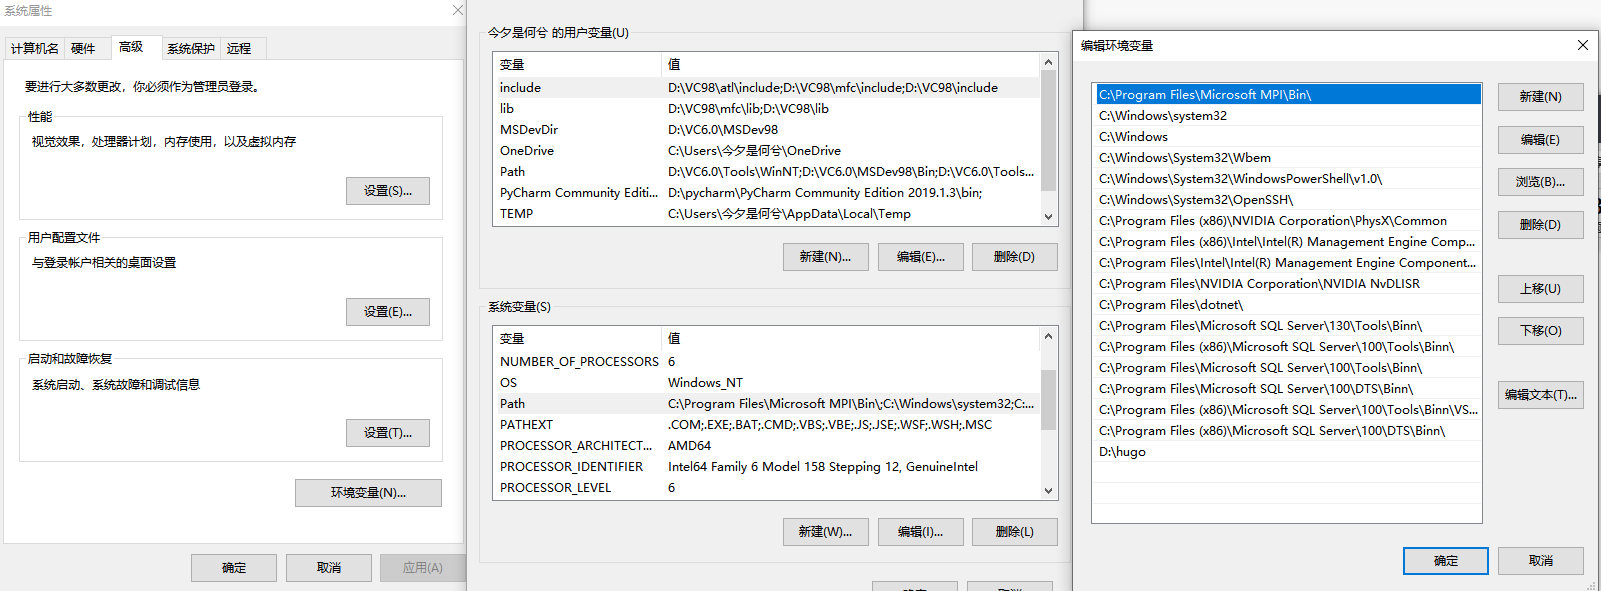 系统属性
计算机名 硬件 高级 系统保护 远程
要进行大多数更改，你必须作为管理员登录。
性能
视觉效果，处理器计划，内存使用，以及虚拟内存
设置(S)...
用户配置文件
与登录帐户相关的桌面设置
设置(E)...
启动和故障恢复
系统启动、系统故障和调试信息
设置(T)...
环境变量(N)...
确定 取消 应用(A)
今夕是何兮 的用户变量(U)
变量 值
include D:\VC98\atl\include;D:\VC98\mfc\include;D:\VC98\include
lib D:\VC98\mfc\lib;D:\VC98\lib
MSDevDir D:\VC6.0\MSDev98
OneDrive C:\Users\今夕是何兮\OneDrive
Path D:\VC6.0\Tools\WinNT;D:\VC6.0\MSDev98\Bin;D:\VC6.0\Tools...
PyCharm Community Editi... D:\pycharm\PyCharm Community Edition 2019.1.3\bin;
TEMP C:\Users\今夕是何兮\AppData\Local\Temp
新建(N)... 编辑(E)... 删除(D)
系统变量(S)
变量 值
NUMBER_OF_PROCESSORS 6
OS Windows_NT
Path C:\Program Files\Microsoft MPI\Bin\;C:\Windows\system32;C:...
PATHEXT .COM;.EXE;.BAT;.CMD;.VBS;.VBE;.JS;.JSE;.WSF;.WSH;.MSC
PROCESSOR_ARCHITECT... AMD64
PROCESSOR_IDENTIFIER Intel64 Family 6 Model 158 Stepping 12, GenuineIntel
PROCESSOR_LEVEL 6
新建(W)... 编辑(I)... 删除(L)
编辑环境变量
C:\Program Files\Microsoft MPI\Bin\
C:\Windows\system32
C:\Windows
C:\Windows\System32\Wbem
C:\Windows\System32\WindowsPowerShell\v1.0\
C:\Windows\System32\OpenSSH\
C:\Program Files (x86)\NVIDIA Corporation\PhysX\Common
C:\Program Files (x86)\Intel\Intel(R) Management Engine Comp...
C:\Program Files\Intel\Intel(R) Management Engine Component...
C:\Program Files\NVIDIA Corporation\NVIDIA NvDLISR
C:\Program Files\dotnet\
C:\Program Files\Microsoft SQL Server\130\Tools\Binn\
C:\Program Files (x86)\Microsoft SQL Server\100\Tools\Binn\
C:\Program Files\Microsoft SQL Server\100\Tools\Binn\
C:\Program Files\Microsoft SQL Server\100\DTS\Binn\
C:\Program Files (x86)\Microsoft SQL Server\100\Tools\Binn\VS...
C:\Program Files (x86)\Microsoft SQL Server\100\DTS\Binn\
D:\hugo
新建(N)
编辑(E)
浏览(B)...
删除(D)
上移(U)
下移(O)
编辑文本(T)...
确定 取消